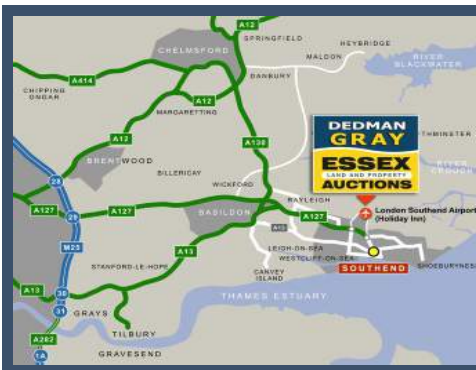 A12
SPRINGFIELD
HEYBRIDGE
CHELMSFORD
MALDON
RIVER
BLACKWATER
A414
DANBURY
CHIPPING
ONGAR
A12
MARGARETTING
A12
A130
DEDMAN
GRAY
ESSEX
LAND AND PROPERTY
AUCTIONS
THMINSTER
BRENTWOOD
BILLERICAY
RIVER
CROUCH
28
WICKFORD
RAYLEIGH
A127
29
A127
BASILDON
A127
London Southend Airport
(Holiday Inn)
A13
M25
A13
LEIGH-ON-SEA
WESTCLIFF-ON-SEA
STANFORD-LE-HOPE
CANVEY
ISLAND
SOUTHEND
SHOEBURYNESS
A13
30
THAMES ESTUARY
31
GRAYS
TILBURY
A282
GRAVESEND
1A